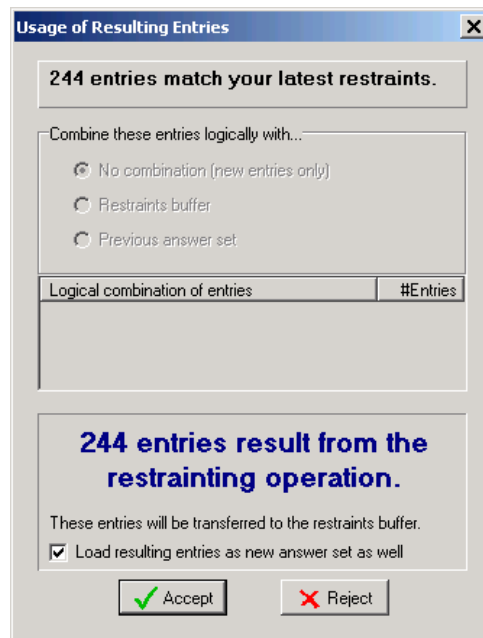 Usage of Resulting Entries
244 entries match your latest restraints.
Combine these entries logically with...
No combination (new entries only)
Restraints buffer
Previous answer set
Logical combination of entries #Entries
244 entries result from the
restrainting operation.
These entries will be transferred to the restraints buffer.
Load resulting entries as new answer set as well
Accept Reject